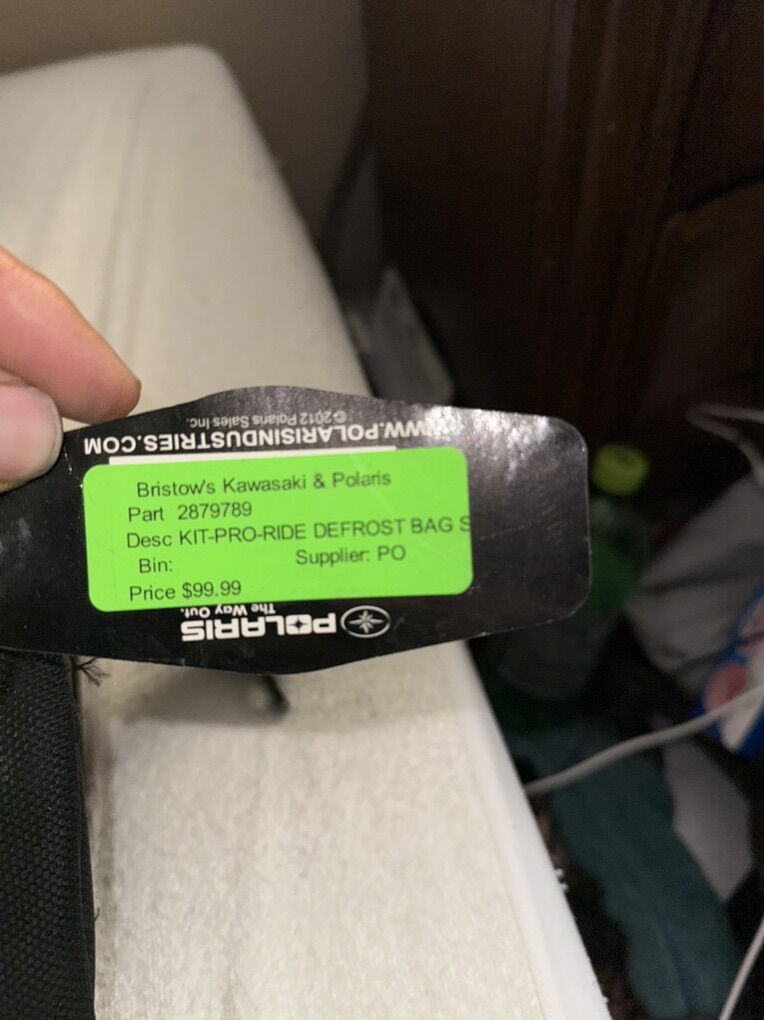 ©2012 Polaris Sales Inc.
WWW.POLARISINDUSTRIES.COM
Bristow's Kawasaki & Polaris
Part 2879789
Desc KIT-PRO-RIDE DEFROST BAG S
Bin: Supplier: PO
Price $99.99
The Way Out.
POLARIS